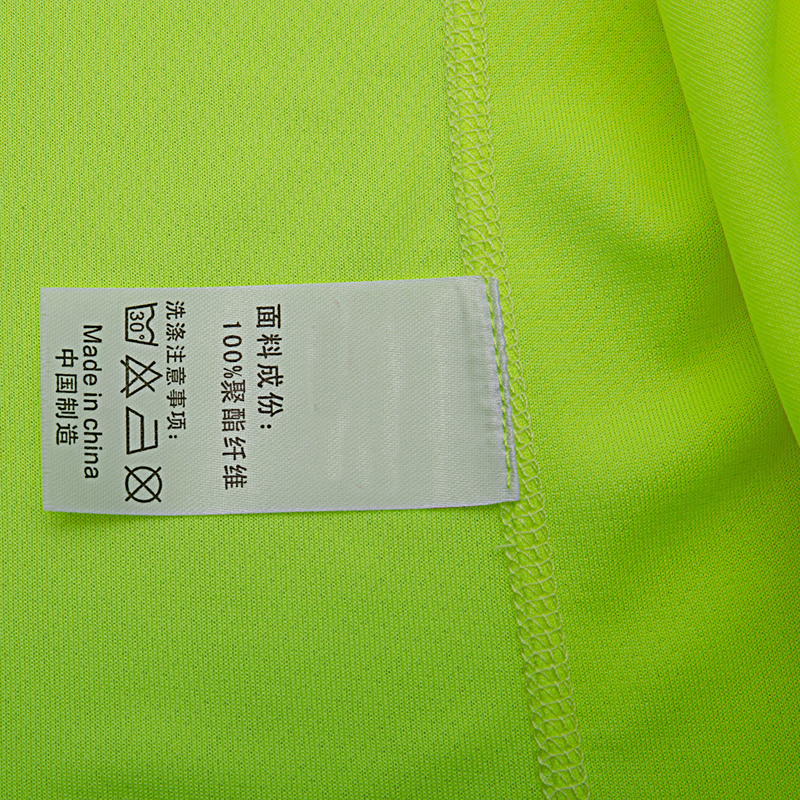 面料成份：
100%聚酯纤维
洗涤注意事项：
30°
Made in china
中国制造